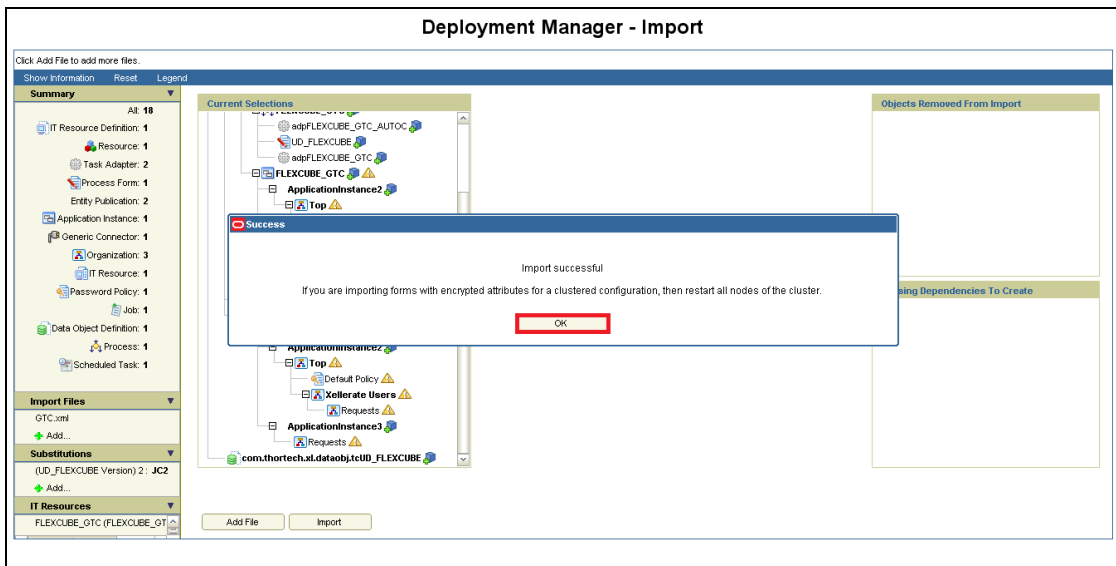 Deployment Manager - Import
Click Add File to add more files.
Show Information Reset Legend
Summary
All: 18
IT Resource Definition: 1
Resource: 1
Task Adapter: 2
Process Form: 1
Entity Publication: 2
Application Instance: 1
Generic Connector: 1
Organization: 3
IT Resource: 1
Password Policy: 1
Job: 1
Data Object Definition: 1
Process: 1
Scheduled Task: 1
Import Files
GTC.xml
Add...
Substitutions
(UD_FLEXCUBE Version) 2 : JC2
Add...
IT Resources
FLEXCUBE_GTC (FLEXCUBE_GT
Current Selections
adpFLEXCUBE_GTC_AUTOC
UD_FLEXCUBE
adpFLEXCUBE_GTC
FLEXCUBE_GTC
ApplicationInstance2
Top
Success
Import successful
If you are importing forms with encrypted attributes for a clustered configuration, then restart all nodes of the cluster.
OK
ApplicationInstance2
Top
Default Policy
Xellerate Users
Requests
ApplicationInstance3
Requests
com.thortech.xl.dataobj.tcUD_FLEXCUBE
Add File Import
Objects Removed From Import
sing Dependencies To Create